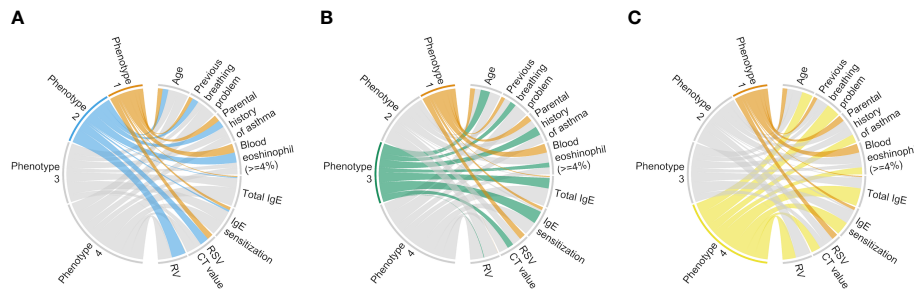 A
Phenotype
1
Phenotype
2
Phenotype
3
Phenotype
4
Age
Previous
breathing
problem
Parental
history
of asthma
Blood
eoshinophil
(>=4%)
Total IgE
IgE
sensitization
RSV
CT value
RV
B
Phenotype
1
Phenotype
2
Phenotype
3
Phenotype
4
Age
Previous
breathing
problem
Parental
history
of asthma
Blood
eoshinophil
(>=4%)
Total IgE
IgE
sensitization
RSV
CT value
RV
C
Phenotype
1
Phenotype
2
Phenotype
3
Phenotype
4
Age
Previous
breathing
problem
Parental
history
of asthma
Blood
eoshinophil
(>=4%)
Total IgE
IgE
sensitization
RSV
CT value
RV